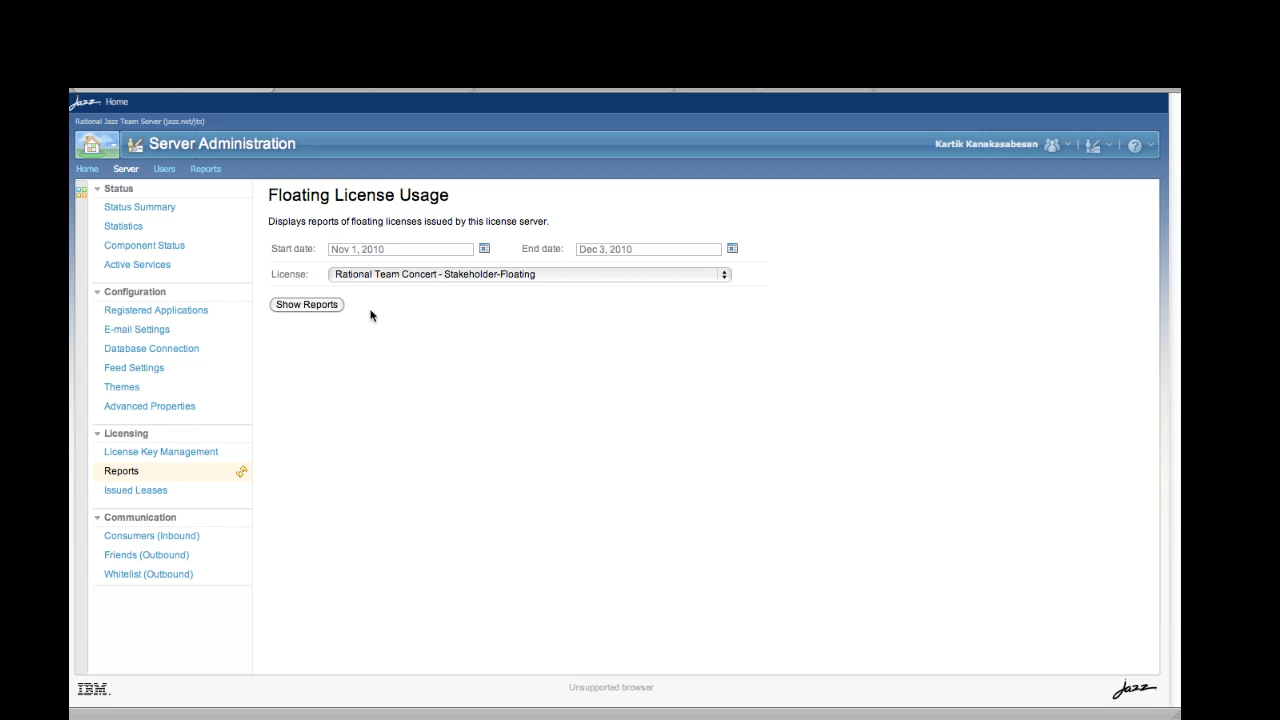 Jazz Home
Rational Jazz Team Server (jazz.net/jts)
Server Administration
Kartik Kanakasabesan
Home Server Users Reports
Status
Status Summary
Statistics
Component Status
Active Services
Configuration
Registered Applications
E-mail Settings
Database Connection
Feed Settings
Themes
Advanced Properties
Licensing
License Key Management
Reports
Issued Leases
Communication
Consumers (Inbound)
Friends (Outbound)
Whitelist (Outbound)
Floating License Usage
Displays reports of floating licenses issued by this license server.
Start date: Nov 1, 2010 End date: Dec 3, 2010
License: Rational Team Concert - Stakeholder-Floating
Show Reports
IBM. Unsupported browser Jazz